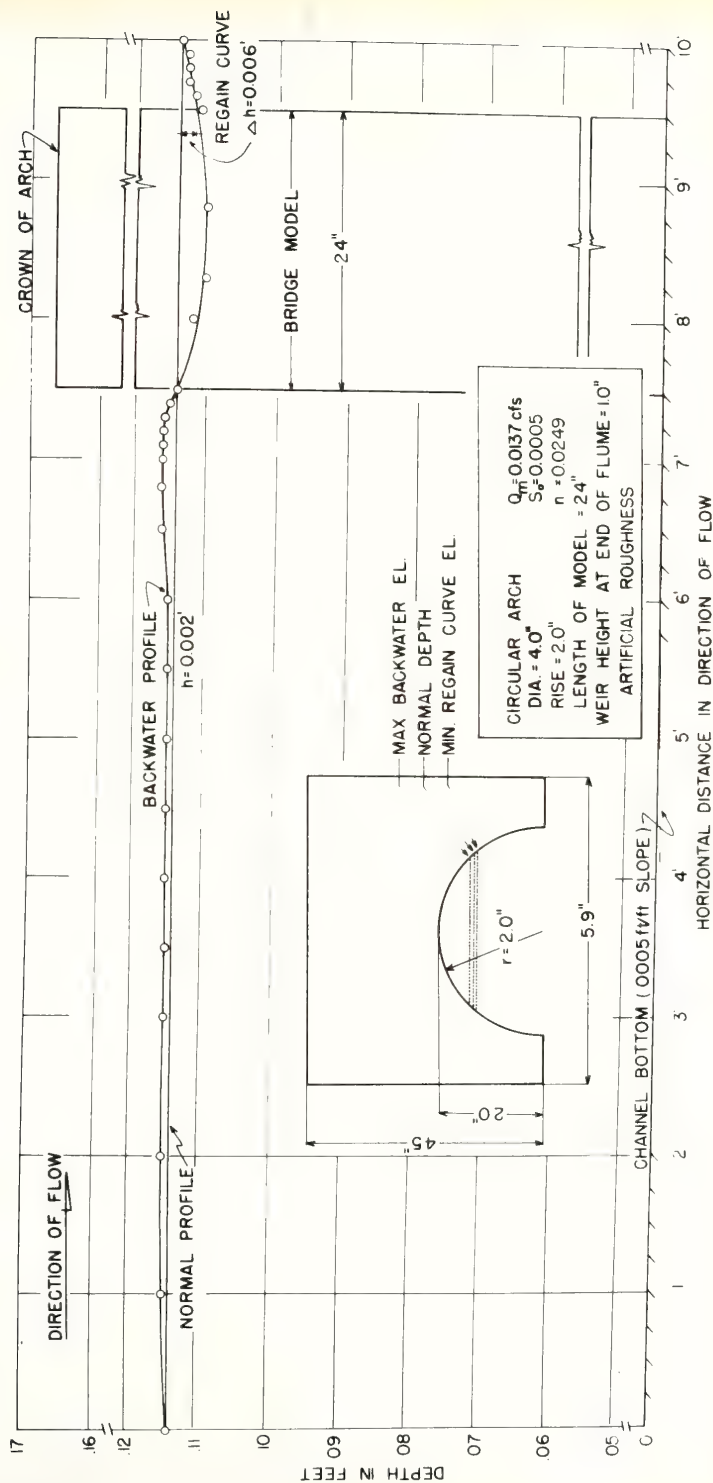 .17
.16
.12
.11
.10
.09
.08
.07
.06
.05
0
DEPTH IN FEET
DIRECTION OF FLOW
NORMAL PROFILE
BACKWATER PROFILE
h=0.002'
CROWN OF ARCH
REGAIN CURVE
Δh=0.006'
BRIDGE MODEL
24"
MAX BACKWATER EL.
NORMAL DEPTH
MIN. REGAIN CURVE EL.
r=2.0"
5.9"
20"
45"
CIRCULAR ARCH Qm=0.0137 cfs
DIA. = 4.0" So=0.0005
RISE = 2.0" n = 0.0249
LENGTH OF MODEL = 24"
WEIR HEIGHT AT END OF FLUME = 1.0"
ARTIFICIAL ROUGHNESS
CHANNEL BOTTOM (0005 ft/ft SLOPE)
1 2 3' 4' 5' 6' 7' 8' 9' 10'
HORIZONTAL DISTANCE IN DIRECTION OF FLOW